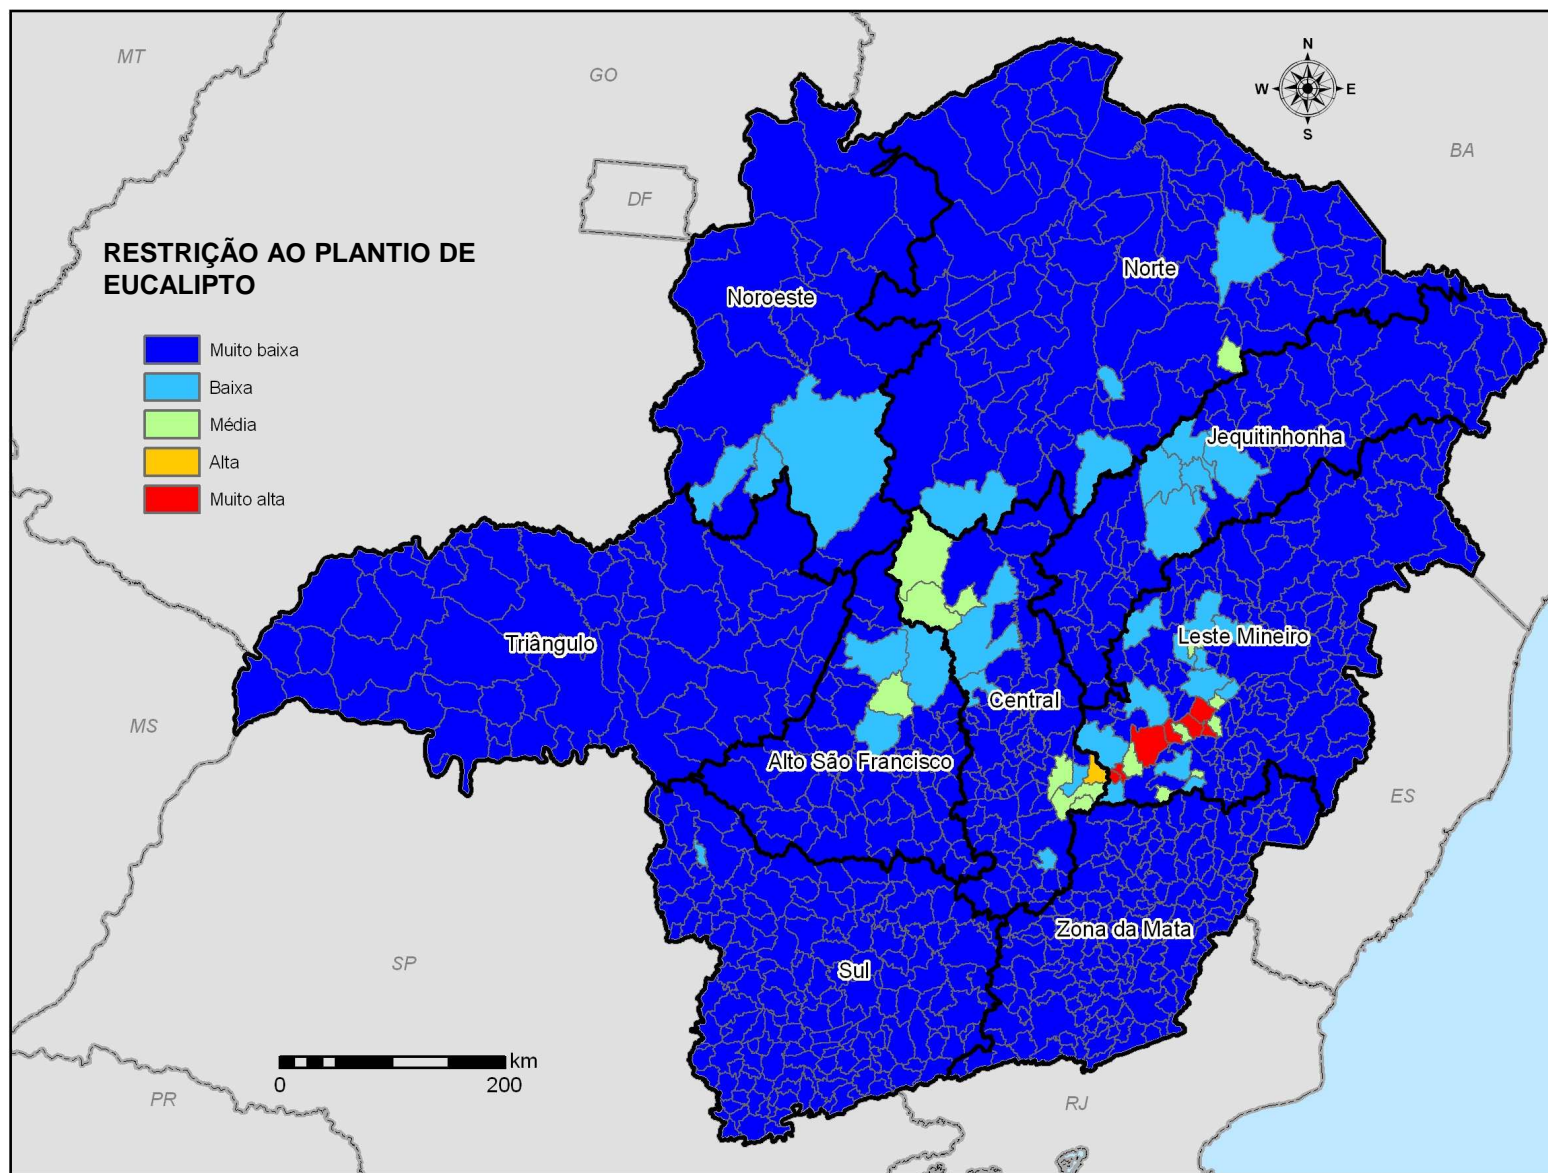 MT
GO
N
W
E
S
BA
DF
RESTRIÇÃO AO PLANTIO DE
EUCALIPTO
Muito baixa
Baixa
Média
Alta
Muito alta
Norte
Noroeste
Jequitinhonha
Triângulo
Leste Mineiro
MS
Central
Alto São Francisco
ES
Zona da Mata
SP
Sul
km
0
200
PR
RJ